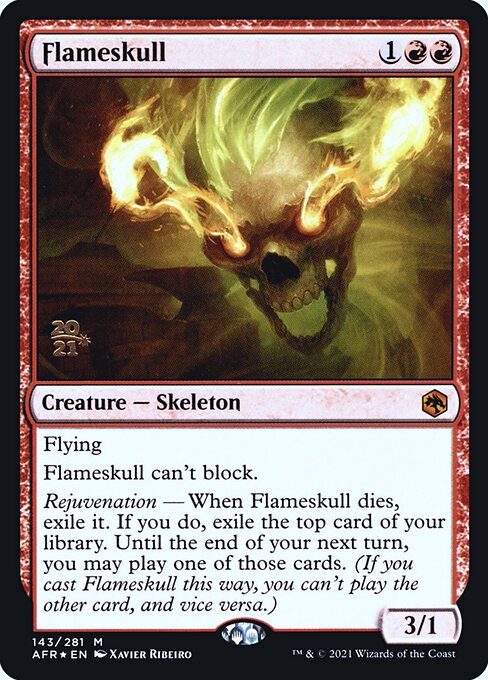 Flameskull 1
20
21
Creature — Skeleton
Flying
Flameskull can't block.
Rejuvenation — When Flameskull dies,
exile it. If you do, exile the top card of your
library. Until the end of your next turn,
you may play one of those cards. (If you
cast Flameskull this way, you can't play the
other card, and vice versa.)
3/1
143/281 M
AFR★EN Xavier Ribeiro
™ & © 2021 Wizards of the Coast